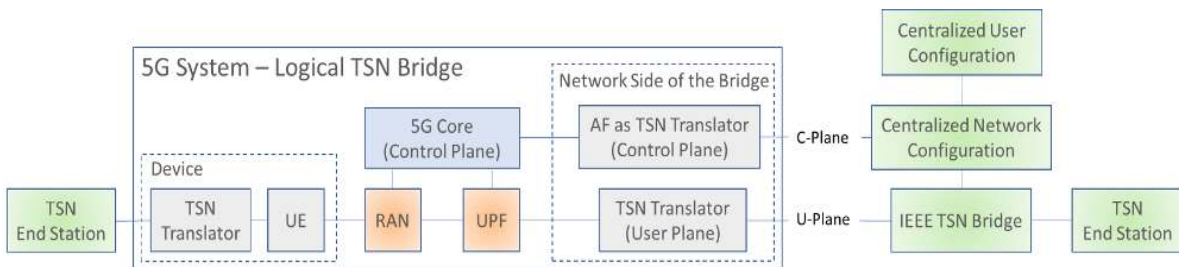 Centralized User
Configuration
5G System – Logical TSN Bridge
Network Side of the Bridge
5G Core
(Control Plane)
AF as TSN Translator
(Control Plane)
C-Plane
Centralized Network
Configuration
Device
TSN
End Station
TSN
Translator
UE
RAN
UPF
TSN Translator
(User Plane)
U-Plane
IEEE TSN Bridge
TSN
End Station